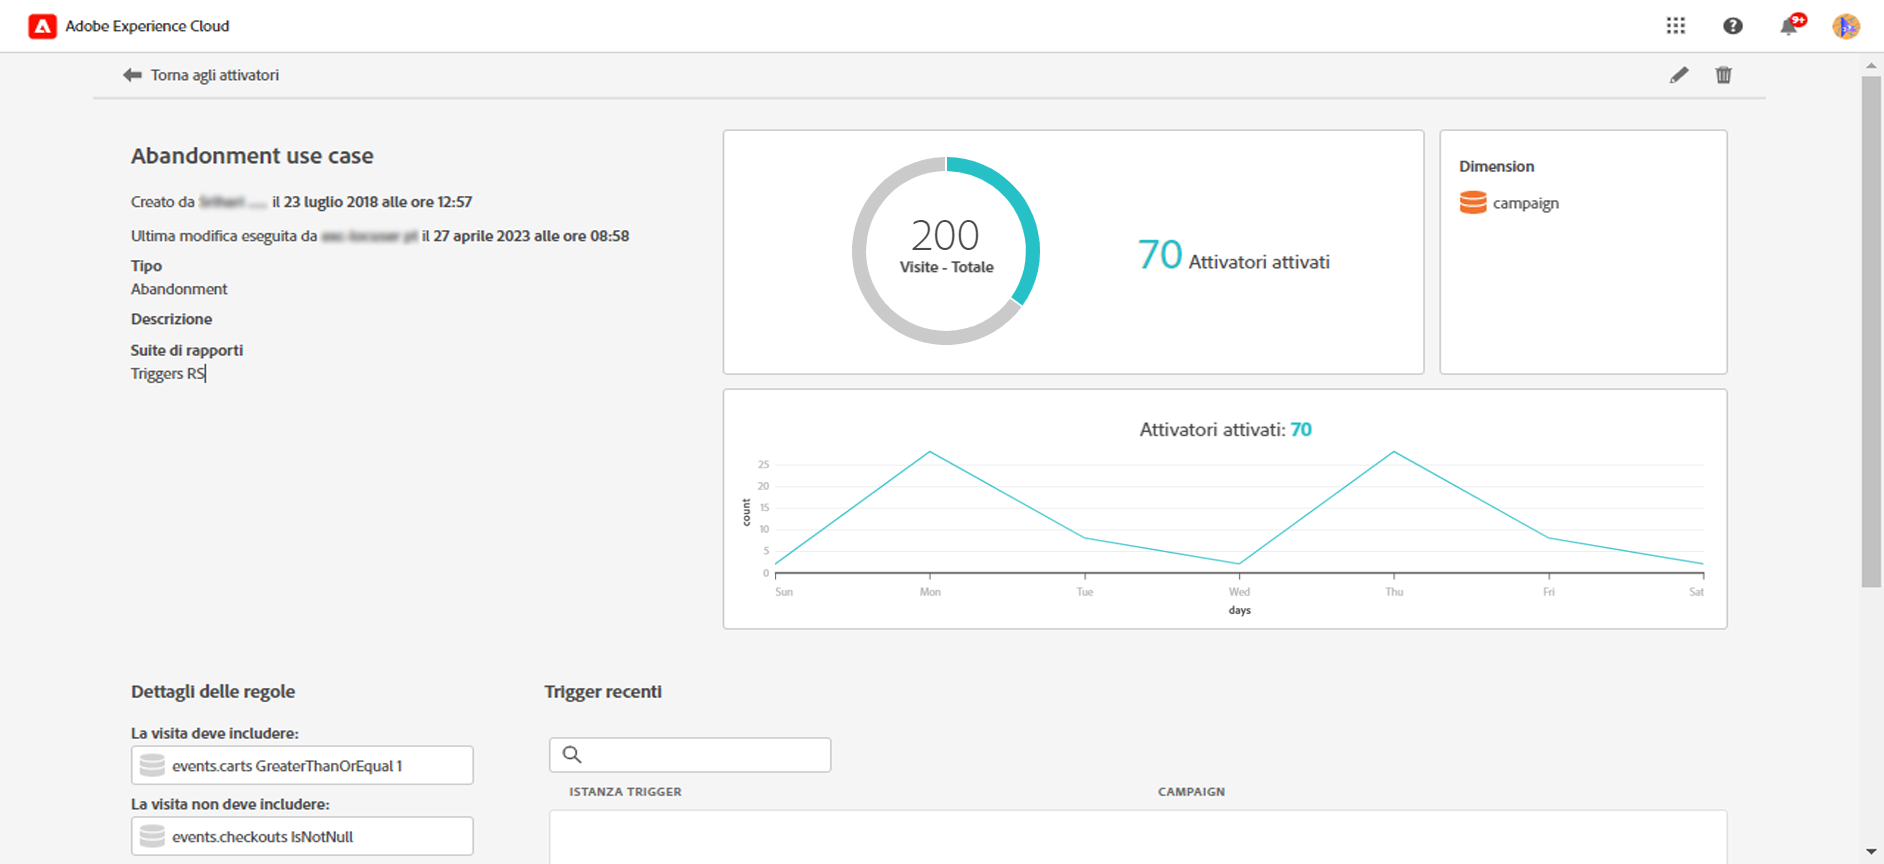 Adobe Experience Cloud
9+
Torna agli attivatori
Abandonment use case
Creato da il 23 luglio 2018 alle ore 12:57
Ultima modifica eseguita da il 27 aprile 2023 alle ore 08:58
Tipo
Abandonment
Descrizione
Suite di rapporti
Triggers RS
200
Visite - Totale
70 Attivatori attivati
Dimension
campaign
Attivatori attivati: 70
25
20
15
10
5
0
count
Sun Mon Tue Wed Thu Fri Sat
days
Dettagli delle regole
La visita deve includere:
events.carts GreaterThanOrEqual 1
La visita non deve includere:
events.checkouts IsNotNull
Trigger recenti
ISTANZA TRIGGER CAMPAIGN